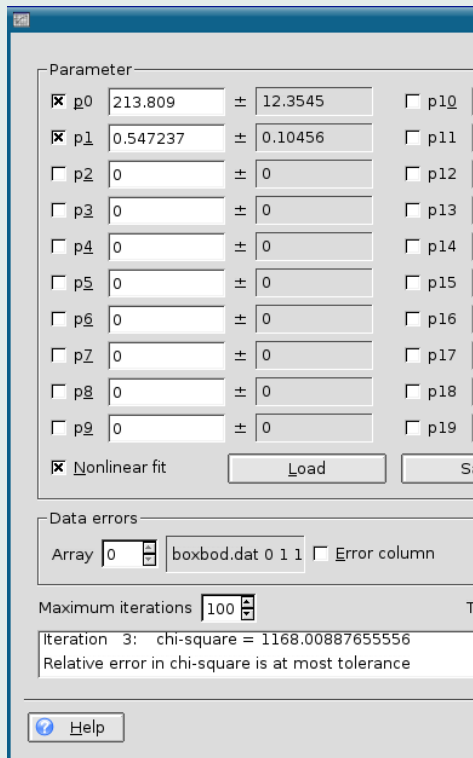 Parameter
p0 213.809 ± 12.3545 p10
p1 0.547237 ± 0.10456 p11
p2 0 ± 0 p12
p3 0 ± 0 p13
p4 0 ± 0 p14
p5 0 ± 0 p15
p6 0 ± 0 p16
p7 0 ± 0 p17
p8 0 ± 0 p18
p9 0 ± 0 p19
Nonlinear fit Load
Data errors
Array 0 boxbod.dat 0 1 1 Error column
Maximum iterations 100
Iteration 3: chi-square = 1168.00887655556
Relative error in chi-square is at most tolerance
Help